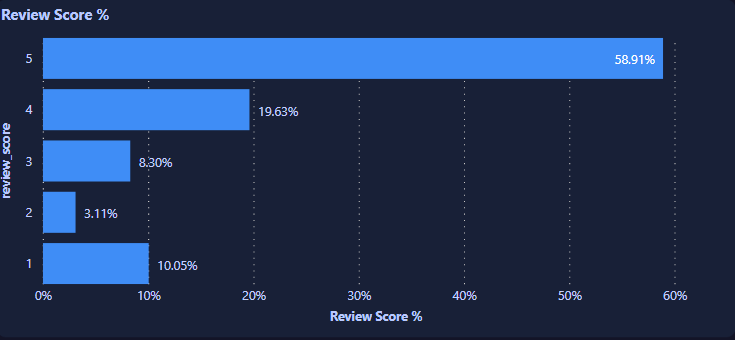 Review Score %
review_score
5 58.91%
4 19.63%
3 8.30%
2 3.11%
1 10.05%
0% 10% 20% 30% 40% 50% 60%
Review Score %